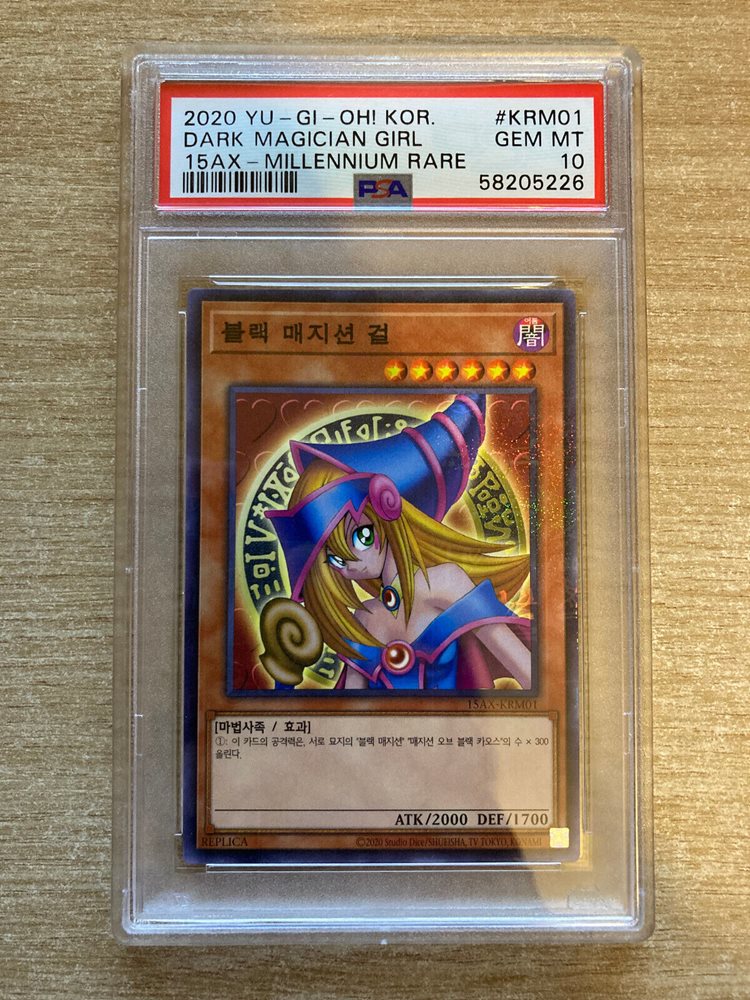 2020 YU-GI-OH! KOR. #KRM01
DARK MAGICIAN GIRL GEM MT
15AX-MILLENNIUM RARE 10
PSA 58205226
블랙 매지션 걸
어둠
闇
15AX-KRM01
[마법사족 / 효과]
①: 이 카드의 공격력은, 서로 묘지의 "블랙 매지션" "매지션 오브 블랙 카오스"의 수 × 300
올린다.
ATK/2000 DEF/1700
REPLICA ©2020 Studio Dice/SHUEISHA, TV TOKYO, KONAMI